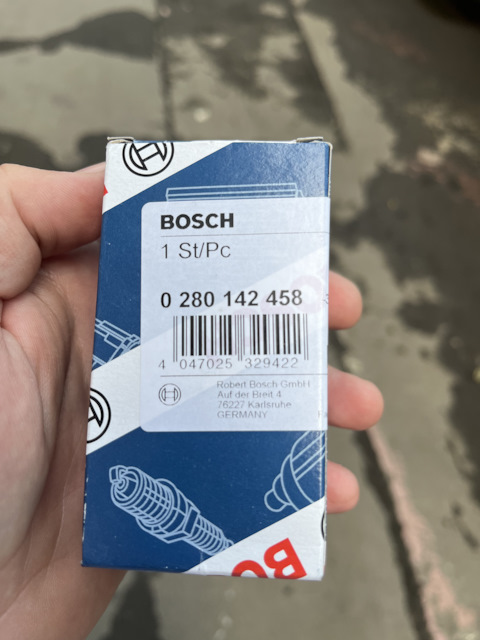 BOSCH
1 St/Pc
0 280 142 458
4 047025 329422
Robert Bosch GmbH
Auf der Breit 4
76227 Karlsruhe
GERMANY
BO